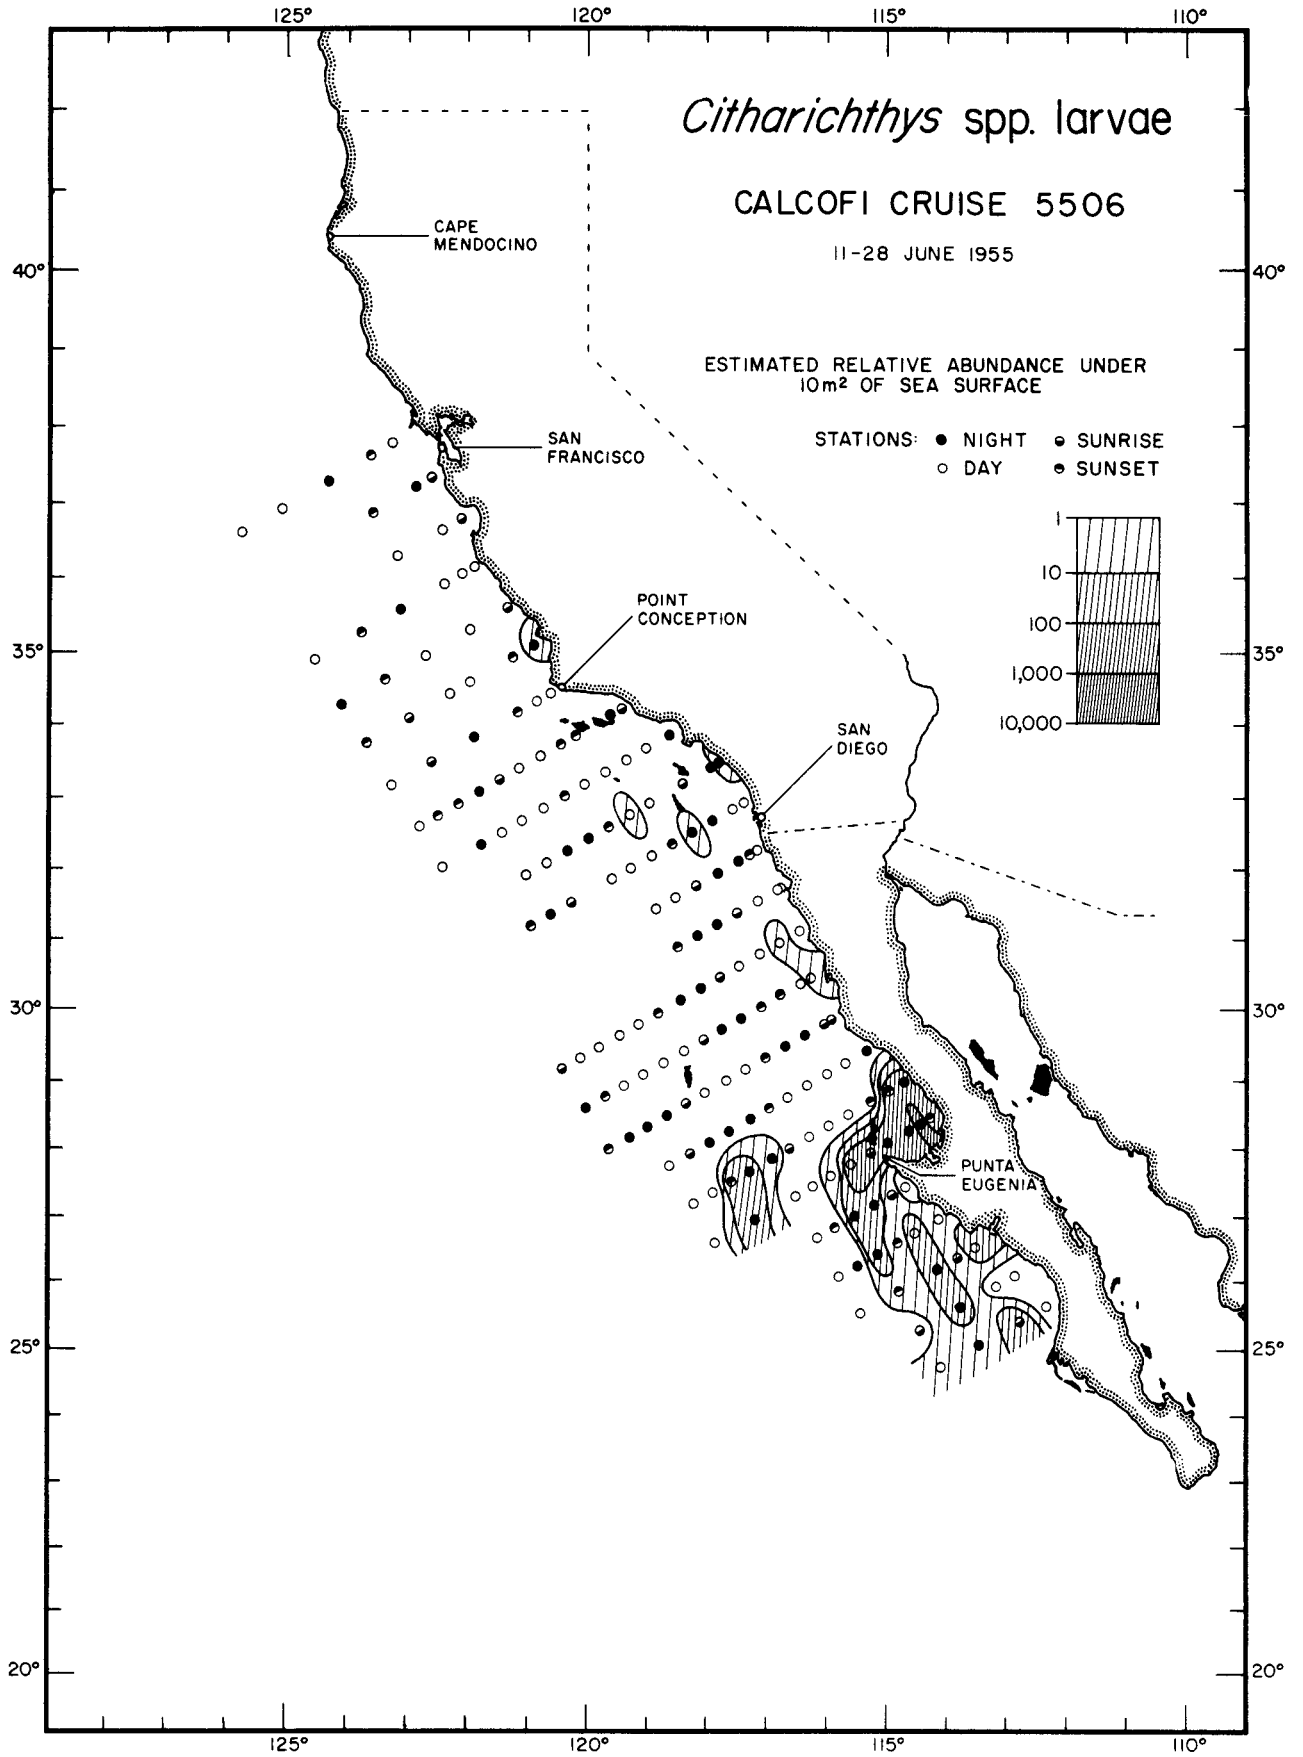 125° 120° 115° 110°
Citharichthys spp. larvae
CALCOFI CRUISE 5506
11-28 JUNE 1955
CAPE
MENDOCINO
40° 40°
ESTIMATED RELATIVE ABUNDANCE UNDER
10m² OF SEA SURFACE
STATIONS: ● NIGHT ◒ SUNRISE
○ DAY ◓ SUNSET
SAN
FRANCISCO
1
10
100
1,000
10,000
POINT
CONCEPTION
35° 35°
SAN
DIEGO
30° 30°
PUNTA
EUGENIA
25° 25°
20° 20°
125° 120° 115° 110°